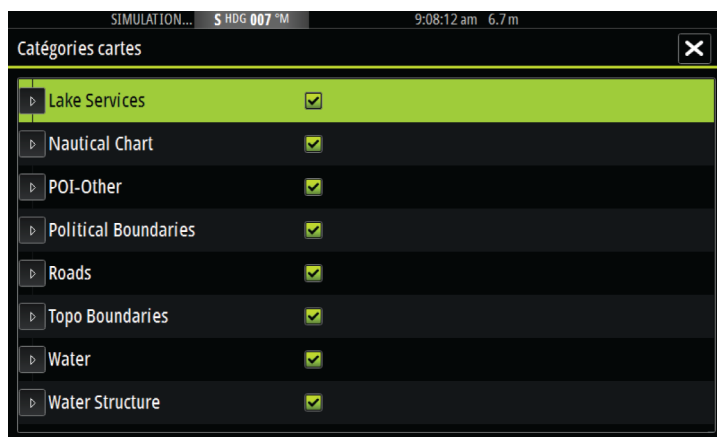 SIMULATION... S HDG 007 °M 9:08:12 am 6.7 m
Catégories cartes
Lake Services
Nautical Chart
POI-Other
Political Boundaries
Roads
Topo Boundaries
Water
Water Structure